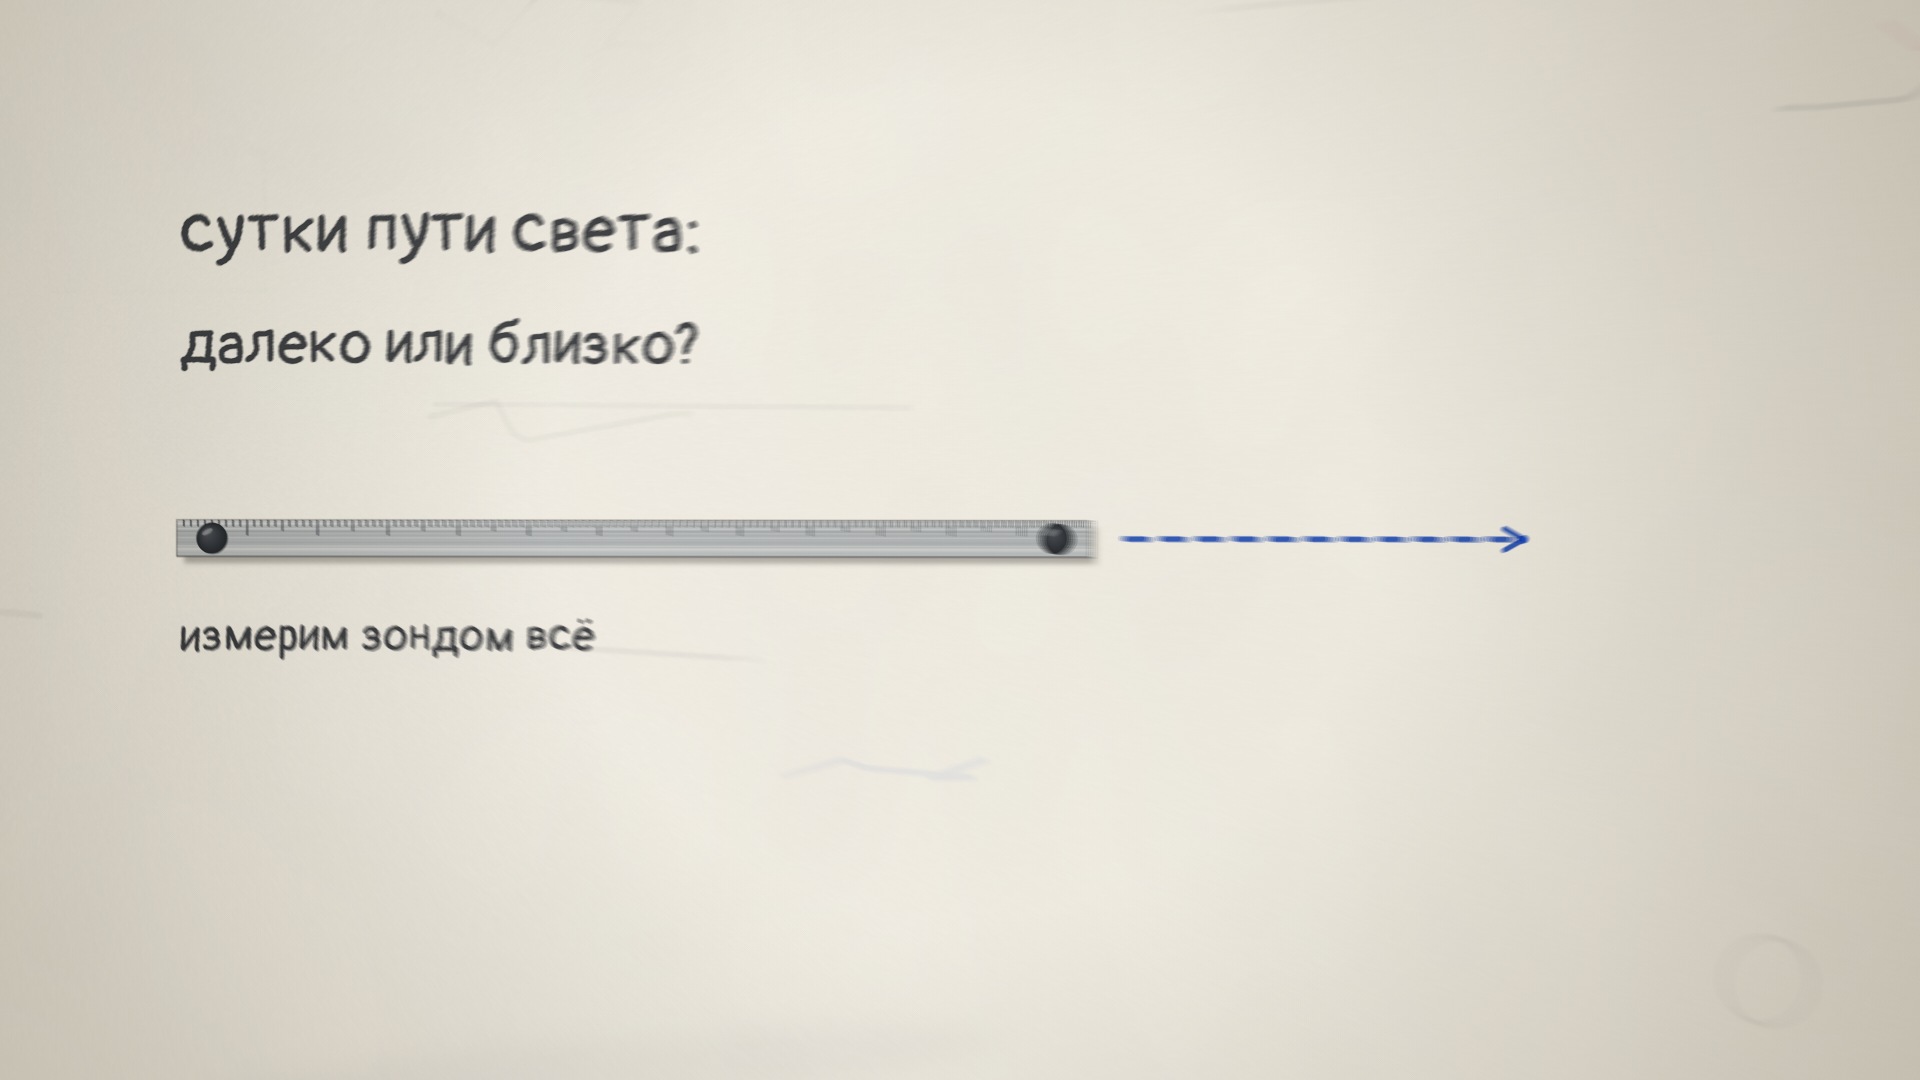 сутки пути света:
далеко или близко?
измерим зондом всё